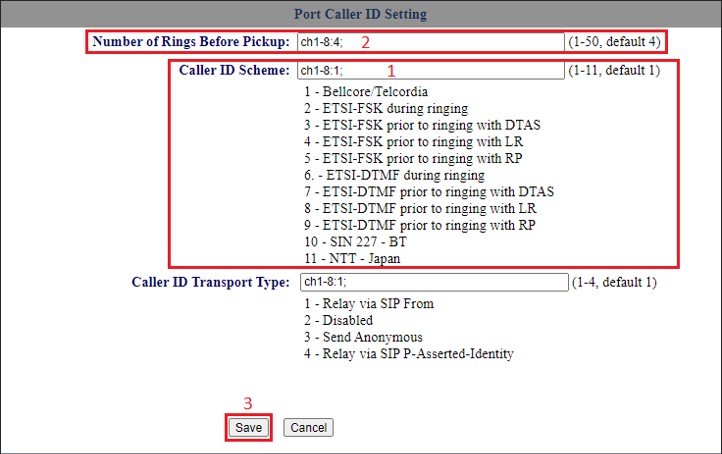 Port Caller ID Setting
Number of Rings Before Pickup: ch1-8:4; 2 (1-50, default 4)
Caller ID Scheme: ch1-8:1; 1 (1-11, default 1)
1 - Bellcore/Telcordia
2 - ETSI-FSK during ringing
3 - ETSI-FSK prior to ringing with DTAS
4 - ETSI-FSK prior to ringing with LR
5 - ETSI-FSK prior to ringing with RP
6. - ETSI-DTMF during ringing
7 - ETSI-DTMF prior to ringing with DTAS
8 - ETSI-DTMF prior to ringing with LR
9 - ETSI-DTMF prior to ringing with RP
10 - SIN 227 - BT
11 - NTT - Japan
Caller ID Transport Type: ch1-8:1; (1-4, default 1)
1 - Relay via SIP From
2 - Disabled
3 - Send Anonymous
4 - Relay via SIP P-Asserted-Identity
3
Save Cancel